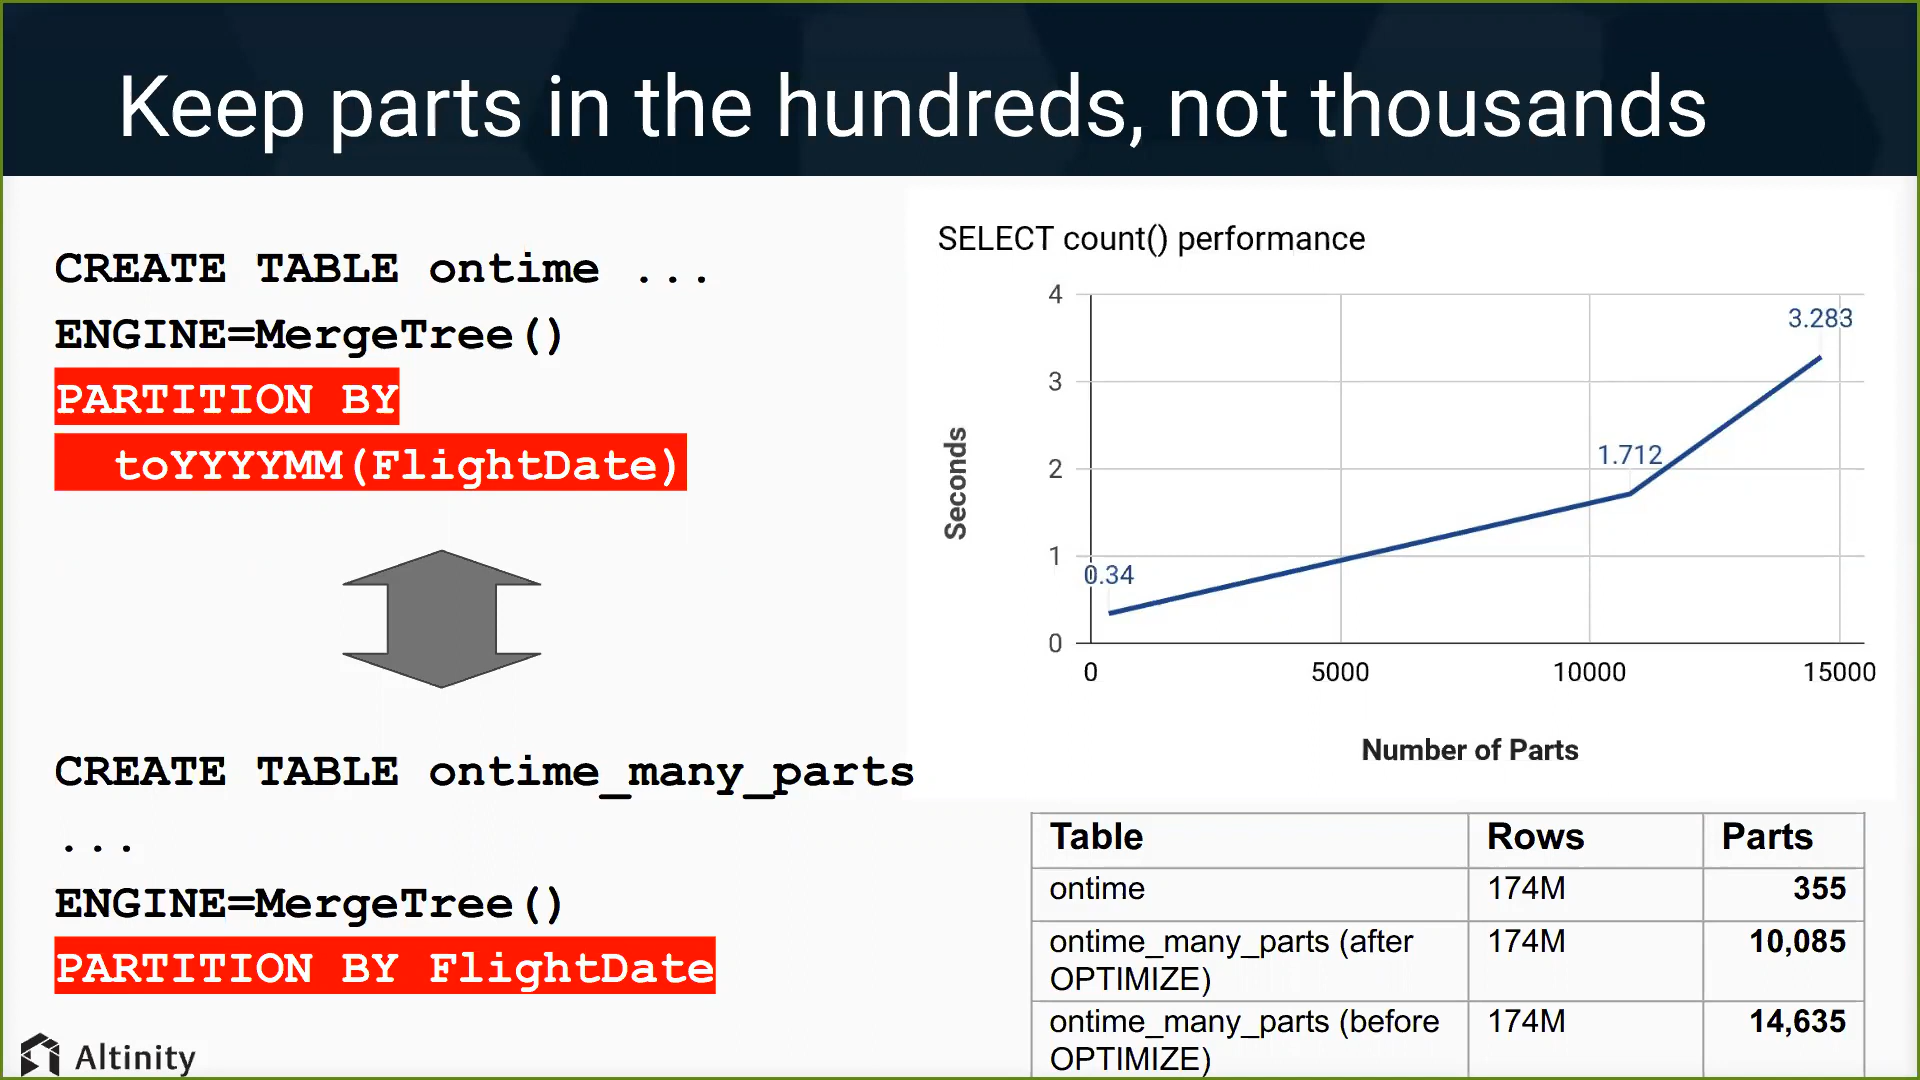 Keep parts in the hundreds, not thousands
CREATE TABLE ontime ...
ENGINE=MergeTree()
PARTITION BY
toYYYYMM(FlightDate)
CREATE TABLE ontime_many_parts
...
ENGINE=MergeTree()
PARTITION BY FlightDate
Altinity
SELECT count() performance
4
3
2
1
0
Seconds
0.34
1.712
3.283
0 5000 10000 15000
Number of Parts
Table Rows Parts
ontime 174M 355
ontime_many_parts (after 174M 10,085
OPTIMIZE)
ontime_many_parts (before 174M 14,635
OPTIMIZE)